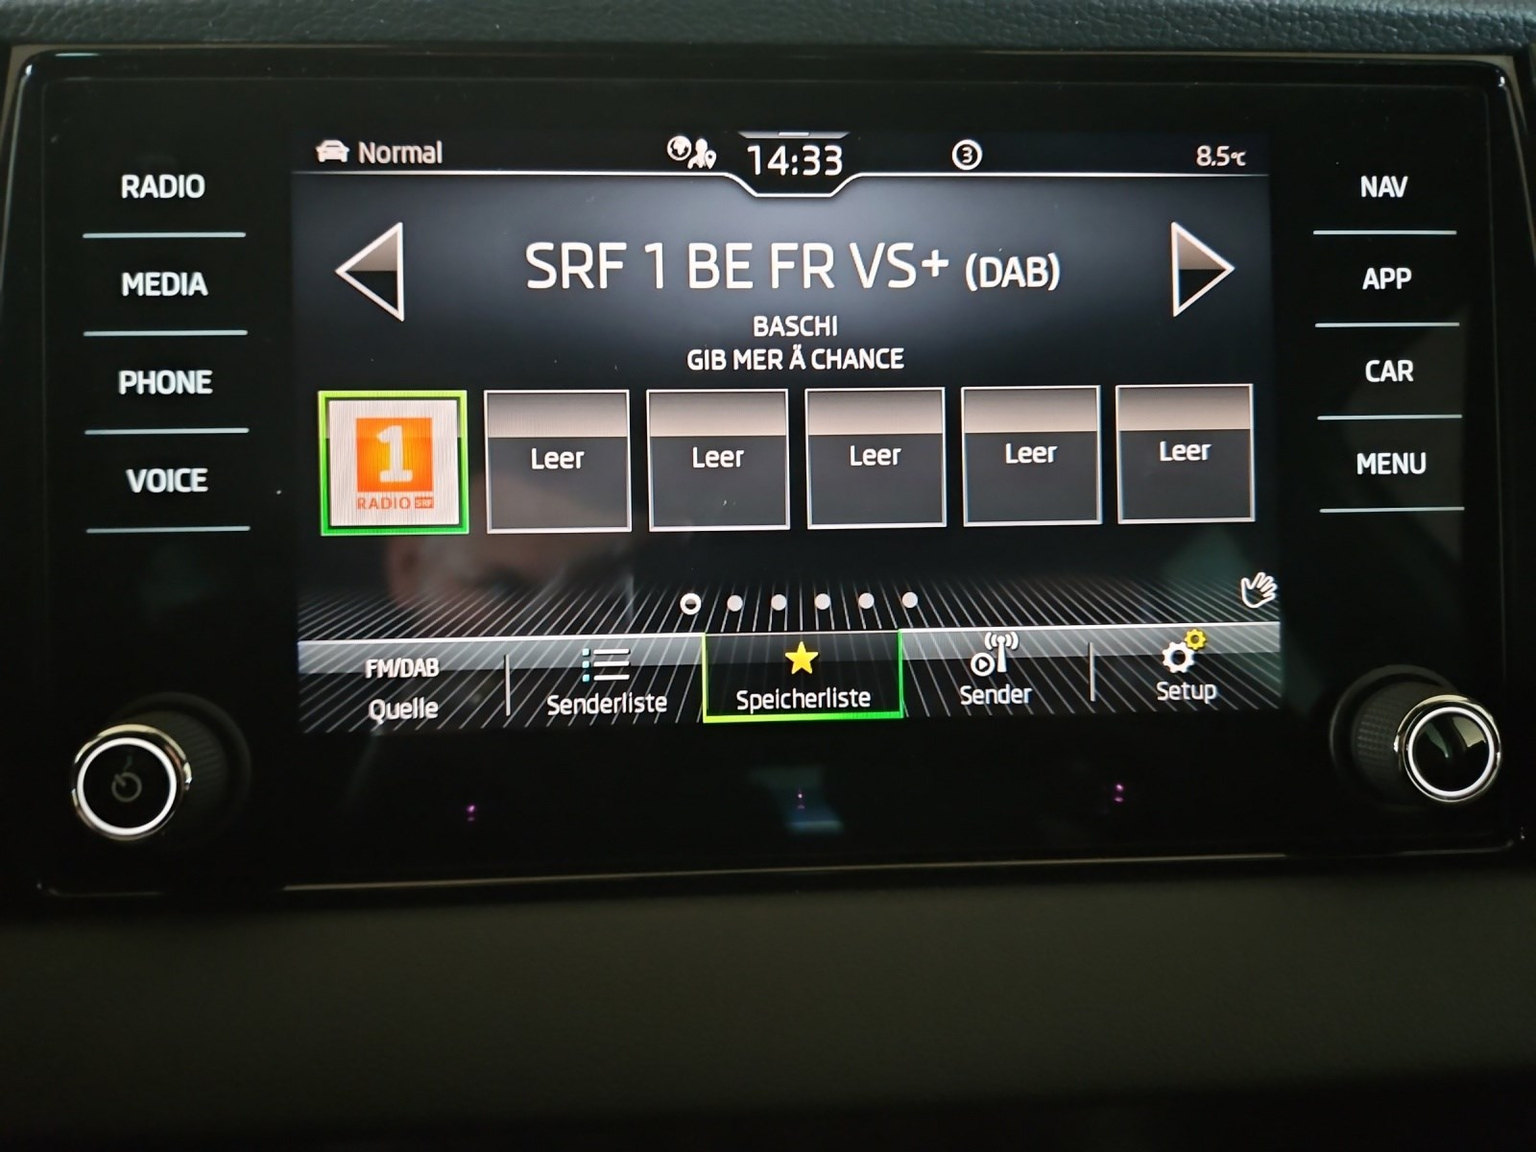 Normal
14:33
3
8.5°C
RADIO
MEDIA
PHONE
VOICE
NAV
APP
CAR
MENU
SRF 1 BE FR VS+ (DAB)
BASCHI
GIB MER Ä CHANCE
1
RADIO SRF
Leer
Leer
Leer
Leer
Leer
FM/DAB
Quelle
Senderliste
Speicherliste
Sender
Setup